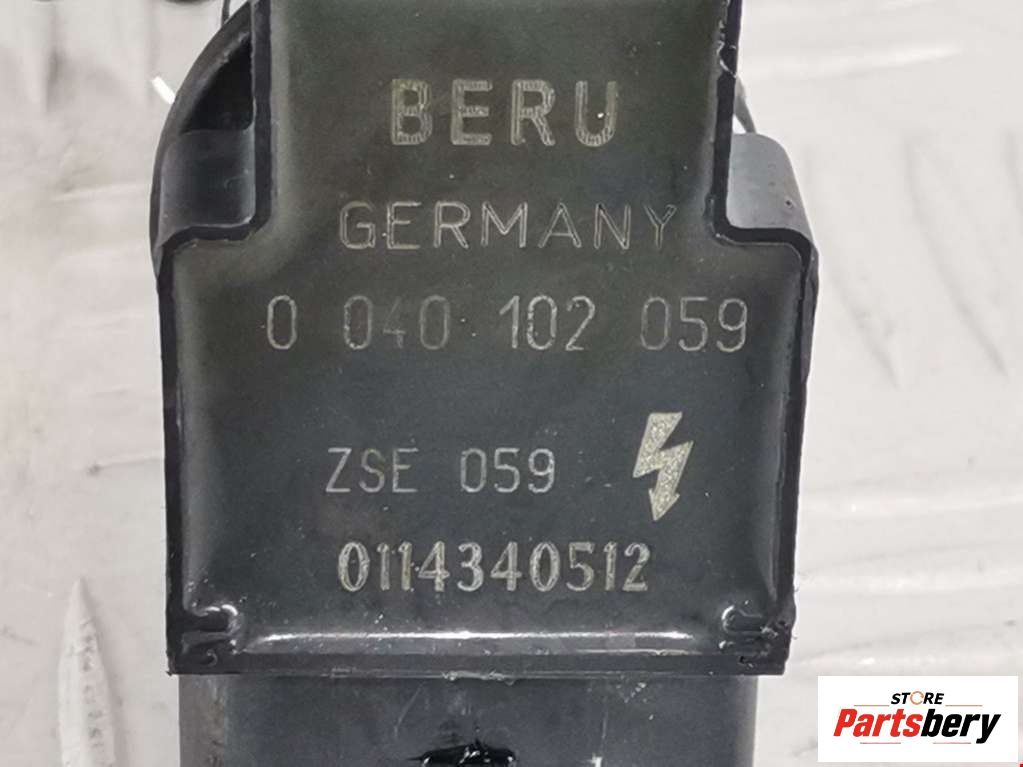 BERU
GERMANY
0 040 102 059
ZSE 059
0114340512
STORE
Partsbery